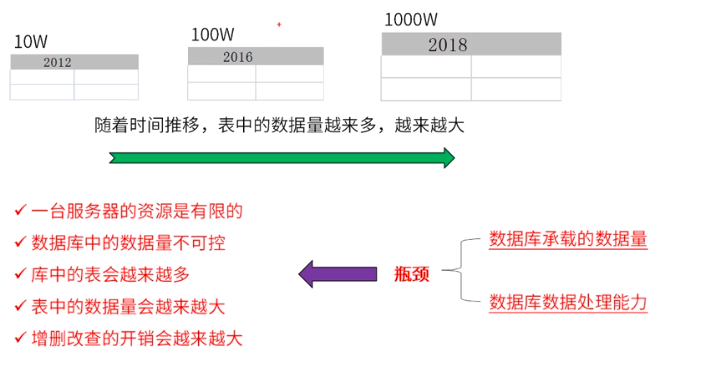 10W
100W
1000W
2012
2016
2018
随着时间推移，表中的数据量越来多，越来越大
✓ 一台服务器的资源是有限的
✓ 数据库中的数据量不可控
✓ 库中的表会越来越多
✓ 表中的数据量会越来越大
✓ 增删改查的开销会越来越大
瓶颈
数据库承载的数据量
数据库数据处理能力